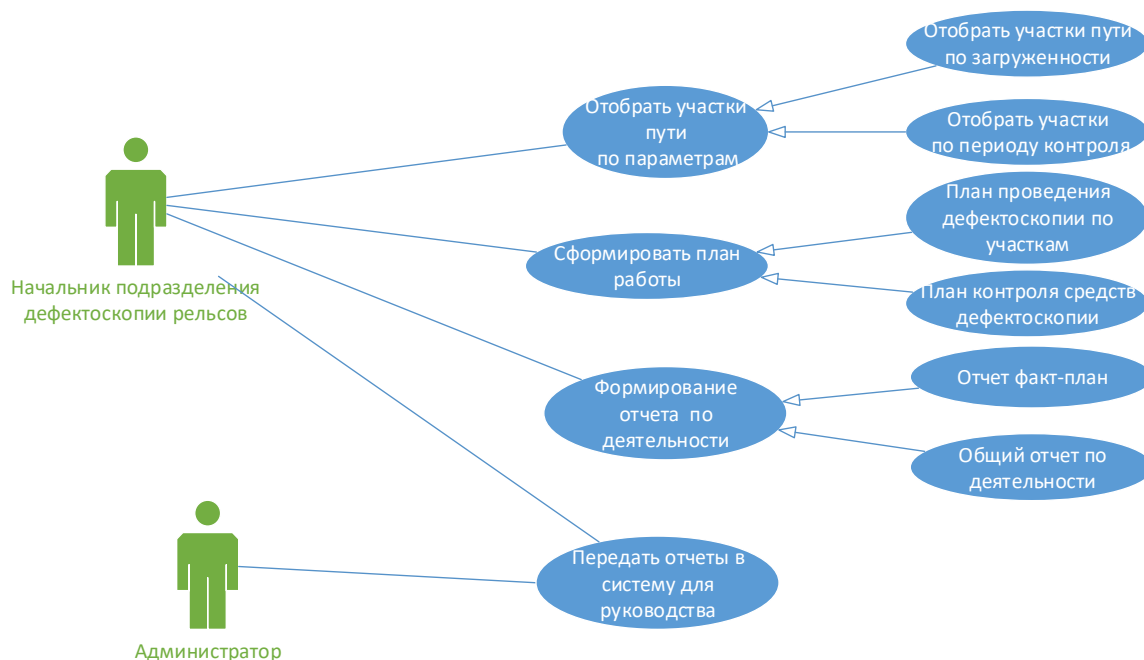 Отобрать участки пути
по загруженности
Отобрать участки
пути
по параметрам
Отобрать участки
по периоду контроля
План проведения
дефектоскопии по
участкам
Сформировать план
работы
План контроля средств
дефектоскопии
Начальник подразделения
дефектоскопии рельсов
Формирование
отчета по
деятельности
Отчет факт-план
Общий отчет по
деятельности
Передать отчеты в
систему для
руководства
Администратор